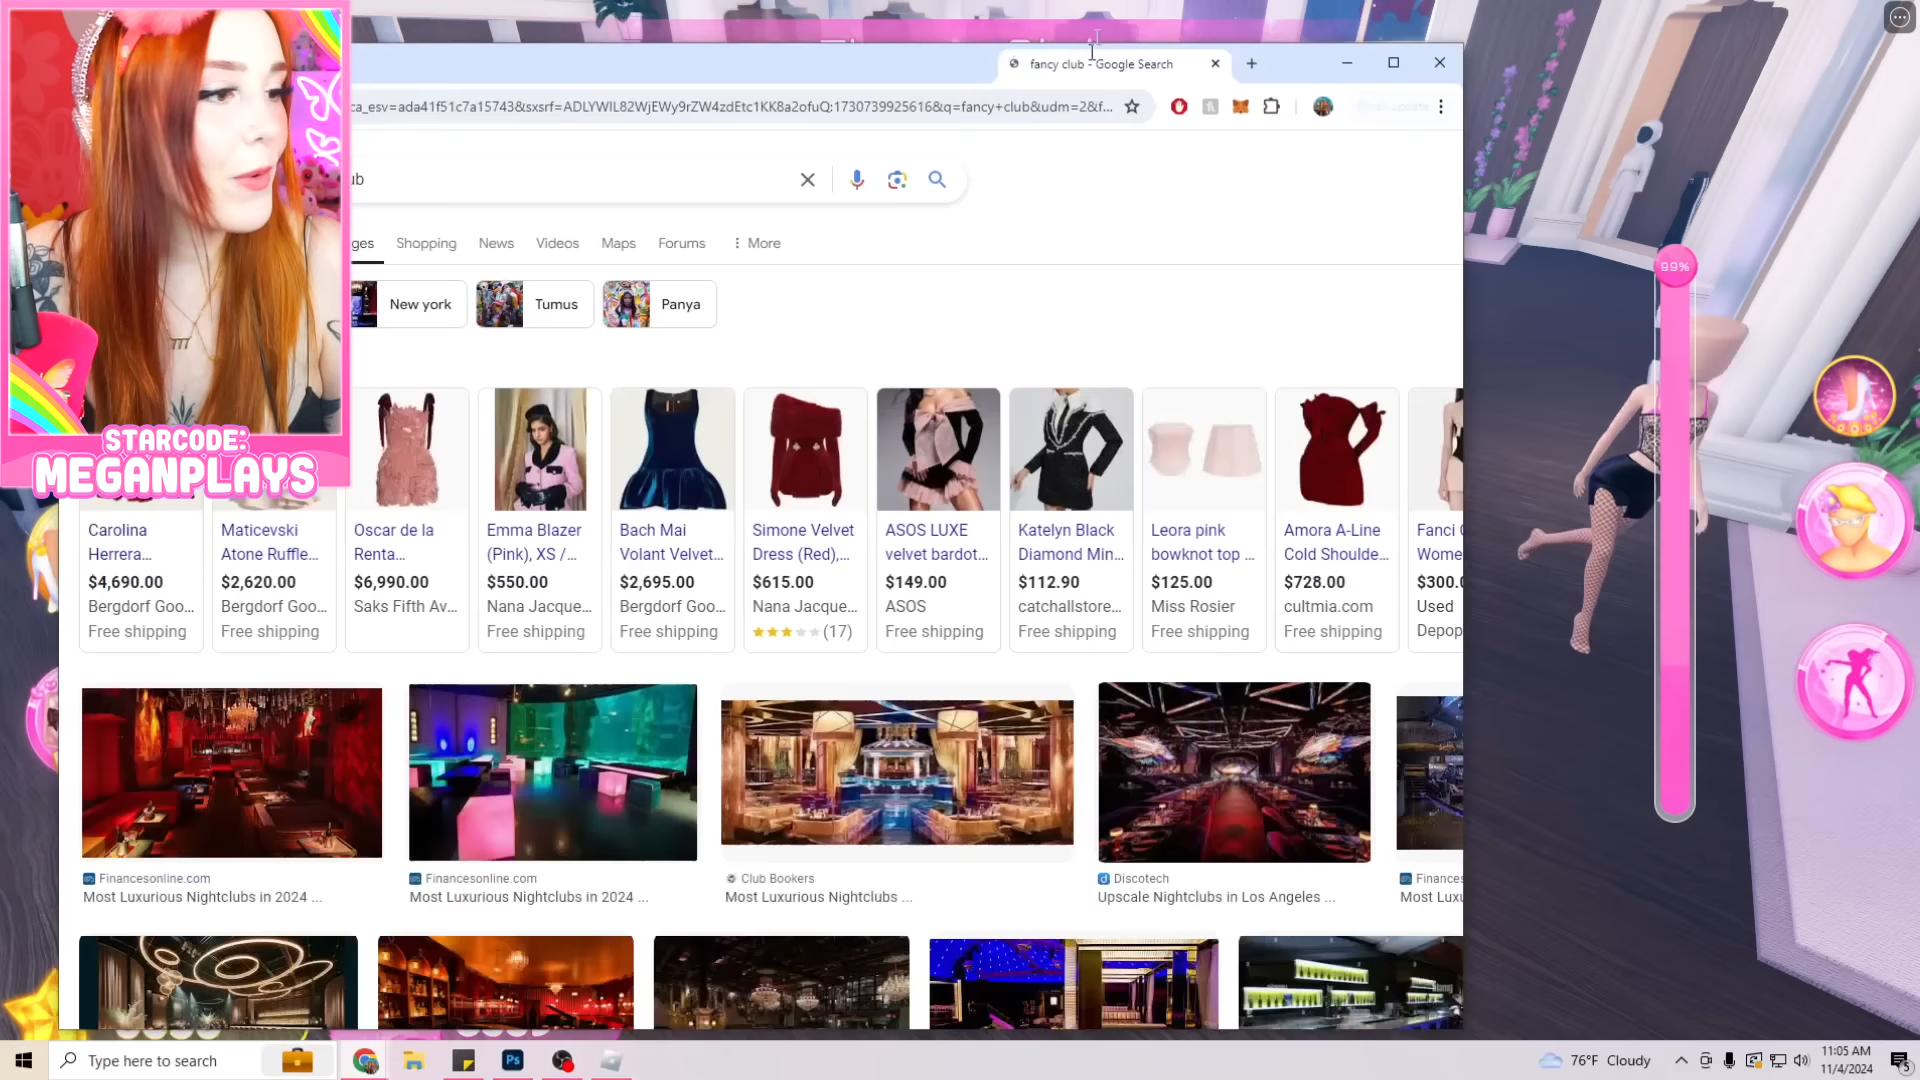 fancy club - Google Search
ca_esv=ada41f51c7a15743&sxsrf=ADLYWIL82WjEWy9rZW4zdEtc1KK8a2ofuQ:1730739925616&q=fancy+club&udm=2&f...
ub
ges Shopping News Videos Maps Forums More
New york Tumus Panya
99%
STARCODE:
MEGANPLAYS
Carolina Herrera...
$4,690.00
Bergdorf Goo...
Free shipping
Maticevski Atone Ruffle...
$2,620.00
Bergdorf Goo...
Free shipping
Oscar de la Renta...
$6,990.00
Saks Fifth Av...
Emma Blazer (Pink), XS /...
$550.00
Nana Jacque...
Free shipping
Bach Mai Volant Velvet...
$2,695.00
Bergdorf Goo...
Free shipping
Simone Velvet Dress (Red),...
$615.00
Nana Jacque...
(17)
ASOS LUXE velvet bardot...
$149.00
ASOS
Free shipping
Katelyn Black Diamond Min...
$112.90
catchallstore...
Free shipping
Leora pink bowknot top ...
$125.00
Miss Rosier
Free shipping
Amora A-Line Cold Shoulde...
$728.00
cultmia.com
Free shipping
Fanci
Wome
$300.
Used
Depop
Financesonline.com
Most Luxurious Nightclubs in 2024 ...
Financesonline.com
Most Luxurious Nightclubs in 2024 ...
Club Bookers
Most Luxurious Nightclubs ...
Discotech
Upscale Nightclubs in Los Angeles ...
Finances
Most Luxu
Type here to search
Ps
76°F Cloudy
11:05 AM
11/4/2024
5